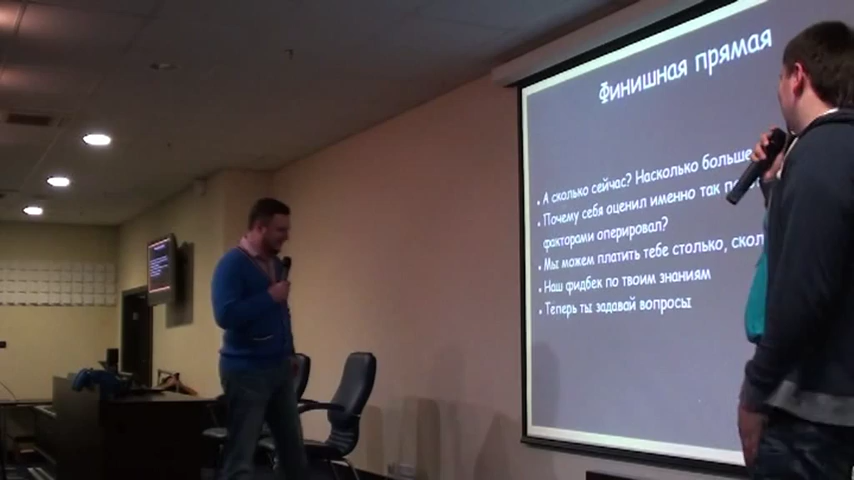 Финишная прямая
• А сколько сейчас? Насколько больше
• Почему себя оценил именно так
факторами оперировал?
• Мы можем платить тебе столько,
• Наш фидбек по твоим знаниям
• Теперь ты задавай вопросы